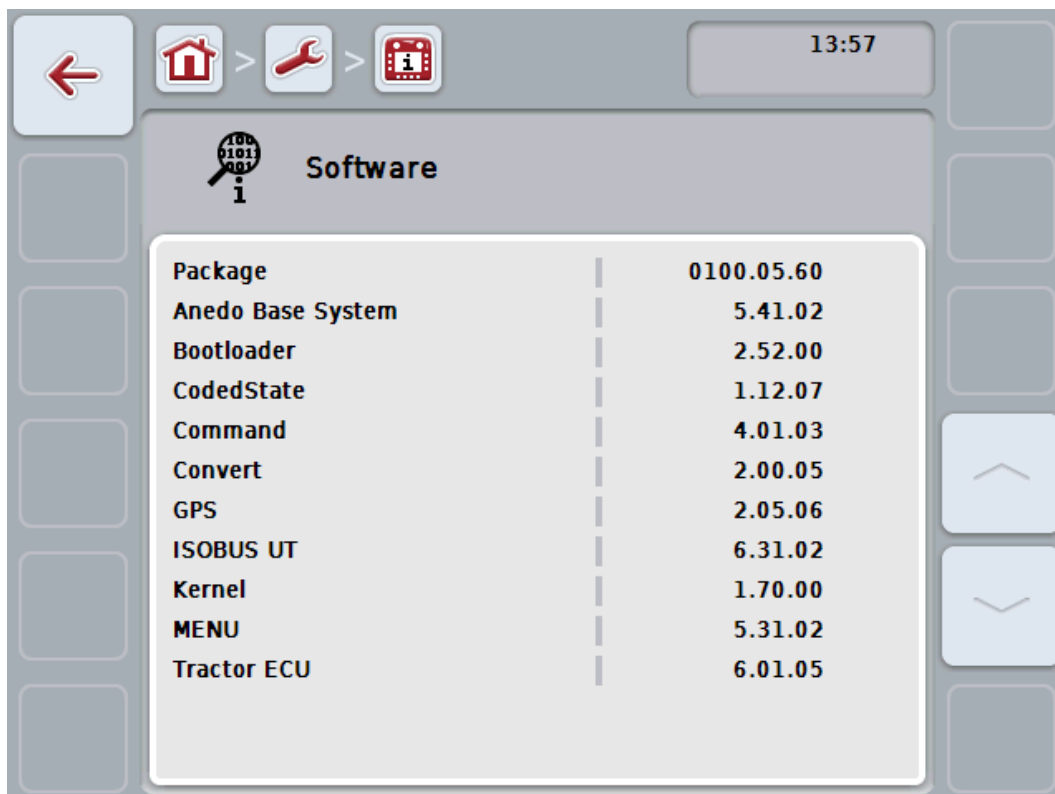 13:57
Software
Package 0100.05.60
Anedo Base System 5.41.02
Bootloader 2.52.00
CodedState 1.12.07
Command 4.01.03
Convert 2.00.05
GPS 2.05.06
ISOBUS UT 6.31.02
Kernel 1.70.00
MENU 5.31.02
Tractor ECU 6.01.05